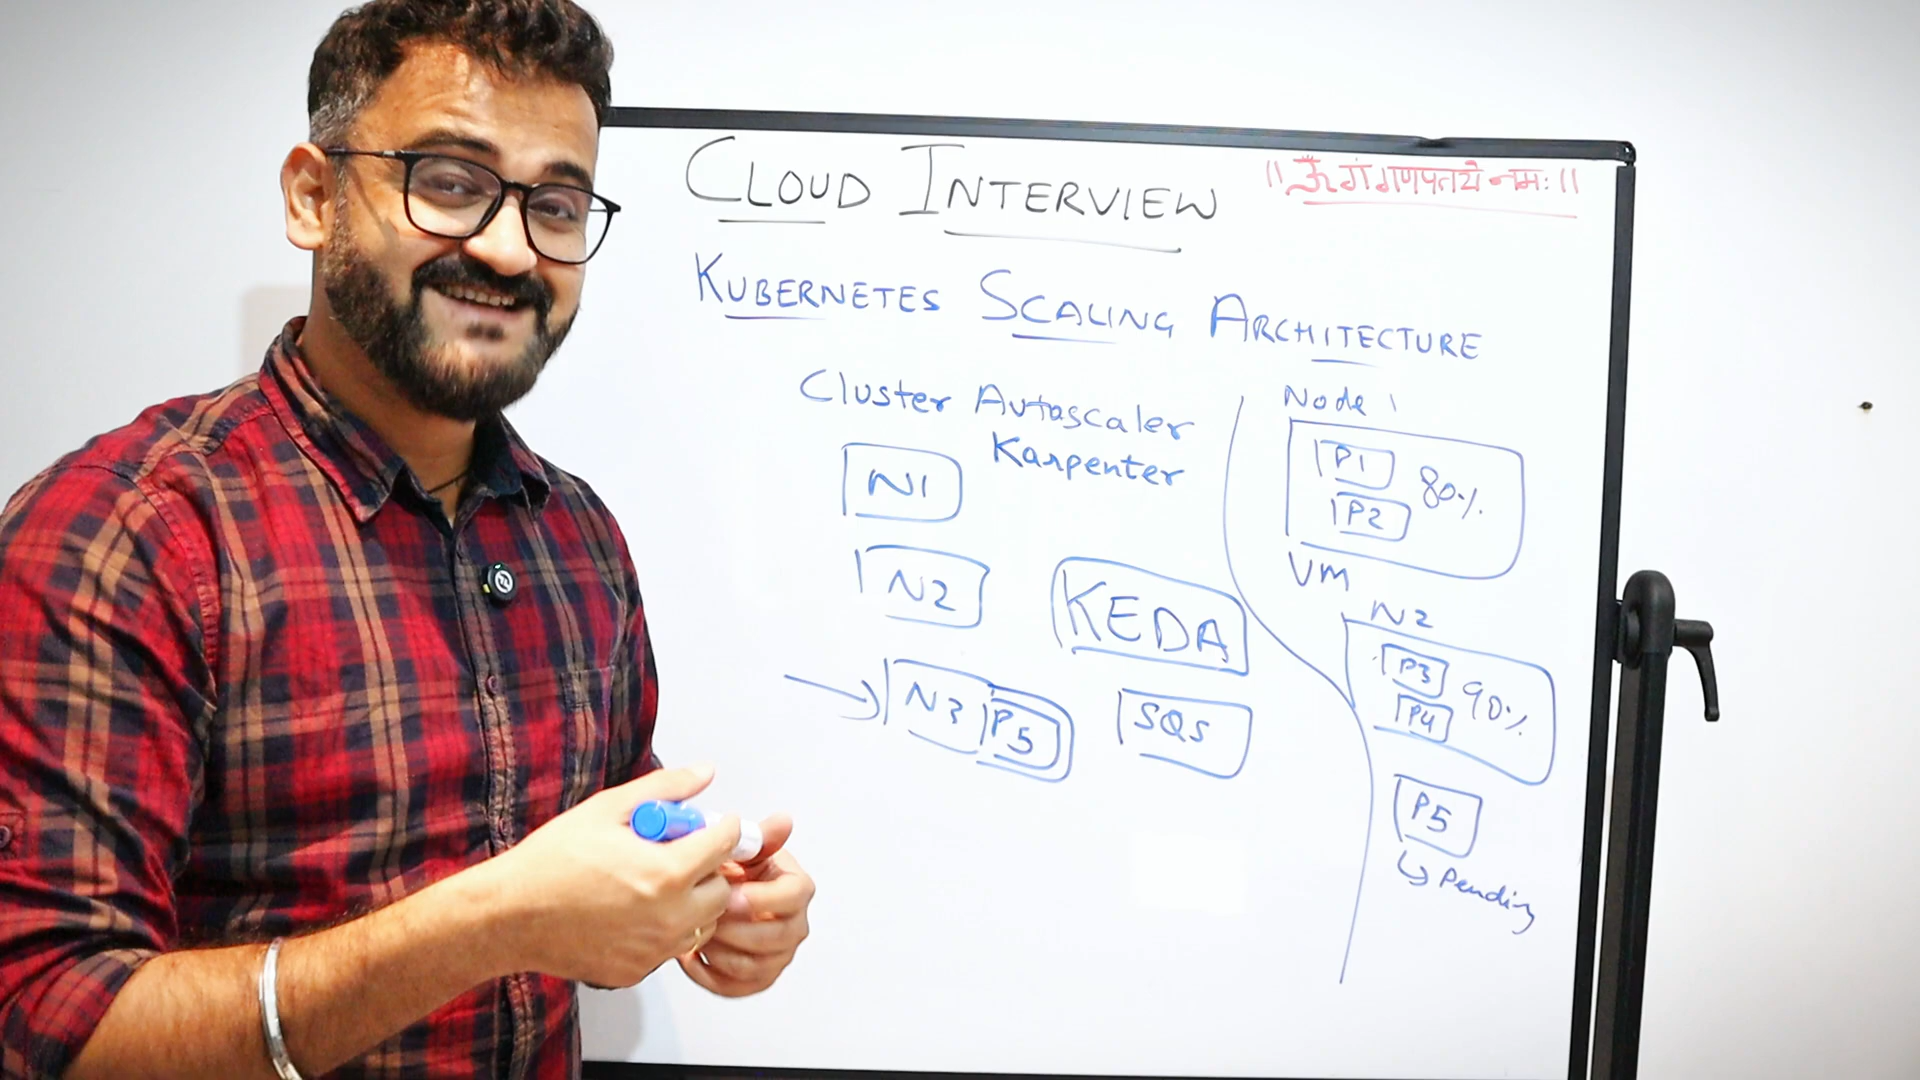 CLOUD INTERVIEW
॥ ॐ गं गणपतये नमः ॥
KUBERNETES SCALING ARCHITECTURE
Cluster Autoscaler
Karpenter
N1
N2
KEDA
N3 P5
SQS
Node 1
P1
80%
P2
VM
N2
P3
90%
P4
P5
Pending